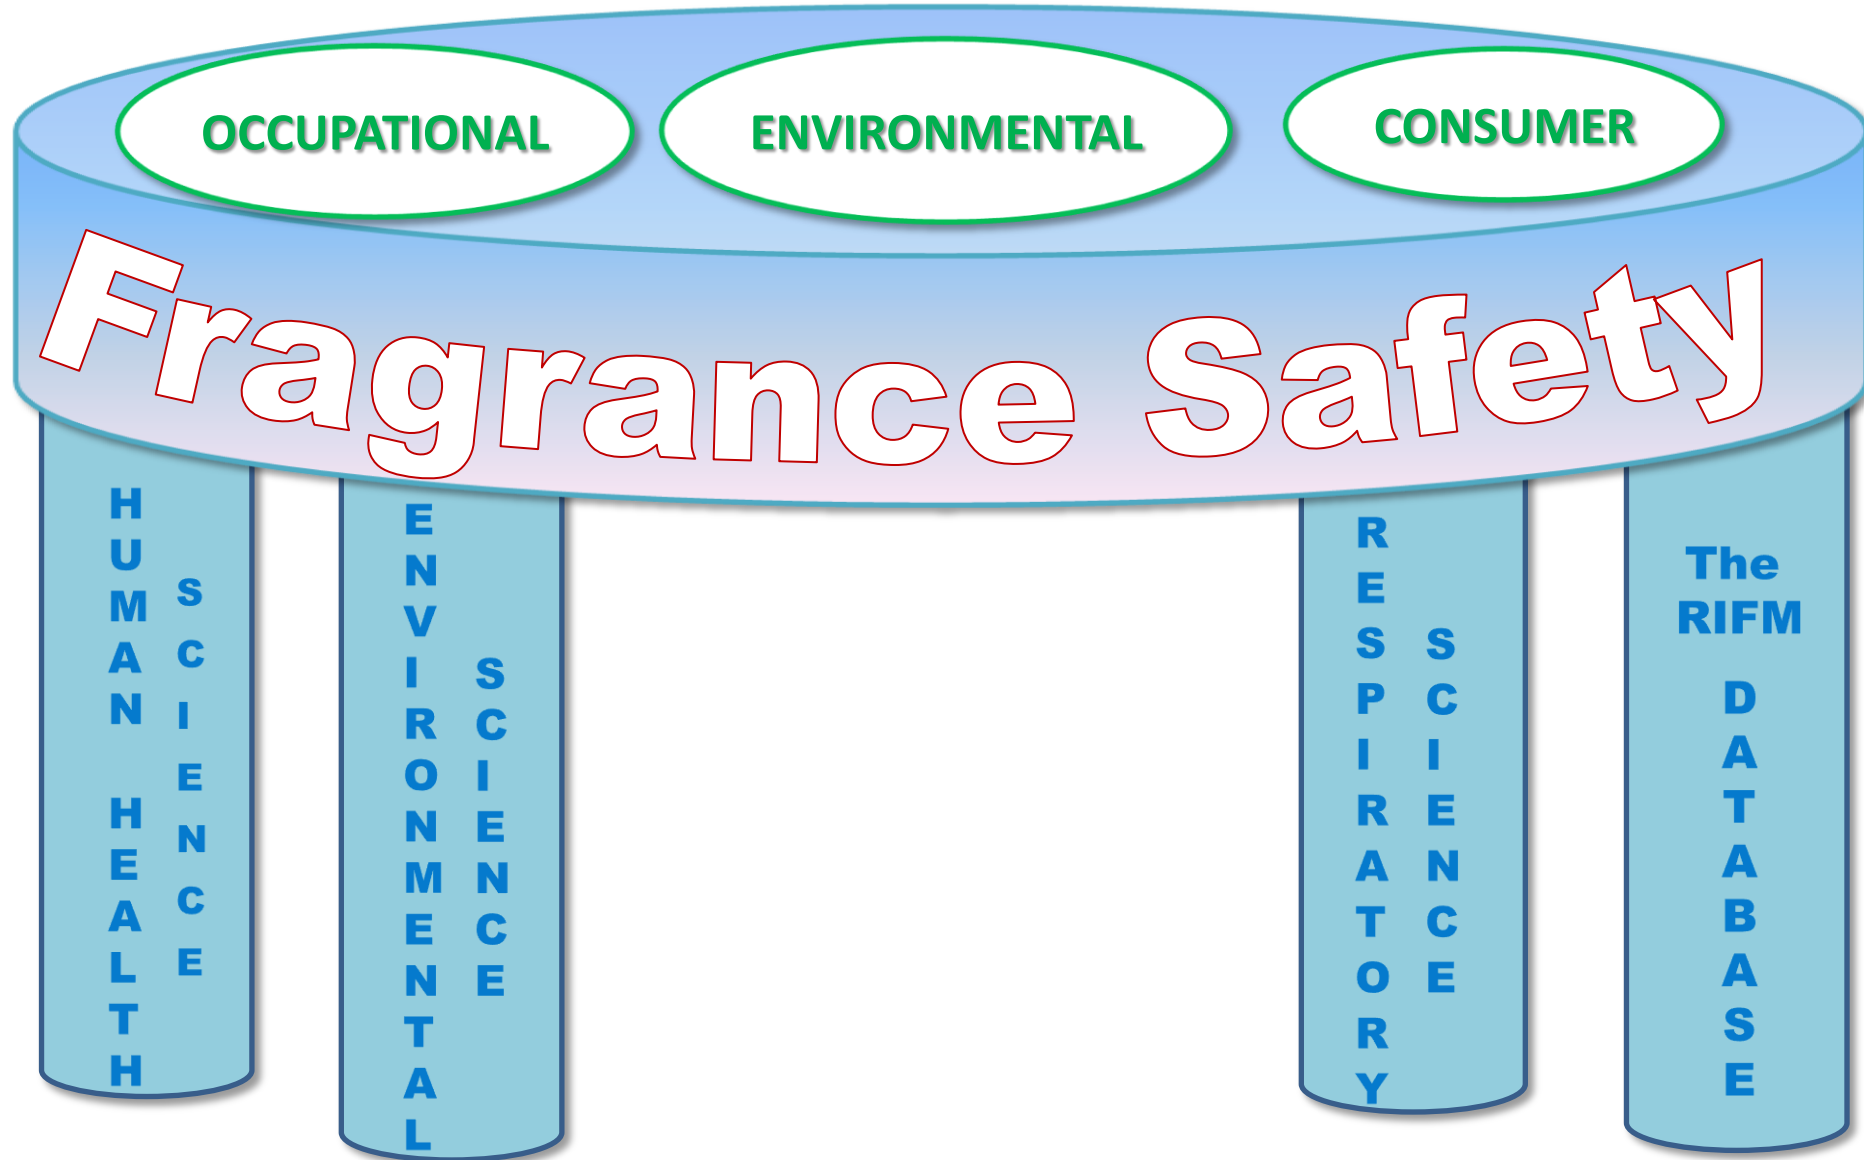 OCCUPATIONAL
ENVIRONMENTAL
CONSUMER
Fragrance Safety
HUMAN HEALTH
SCIENCE
ENVIRONMENTAL
SCIENCE
RESPIRATORY
SCIENCE
The
RIFM
DATABASE